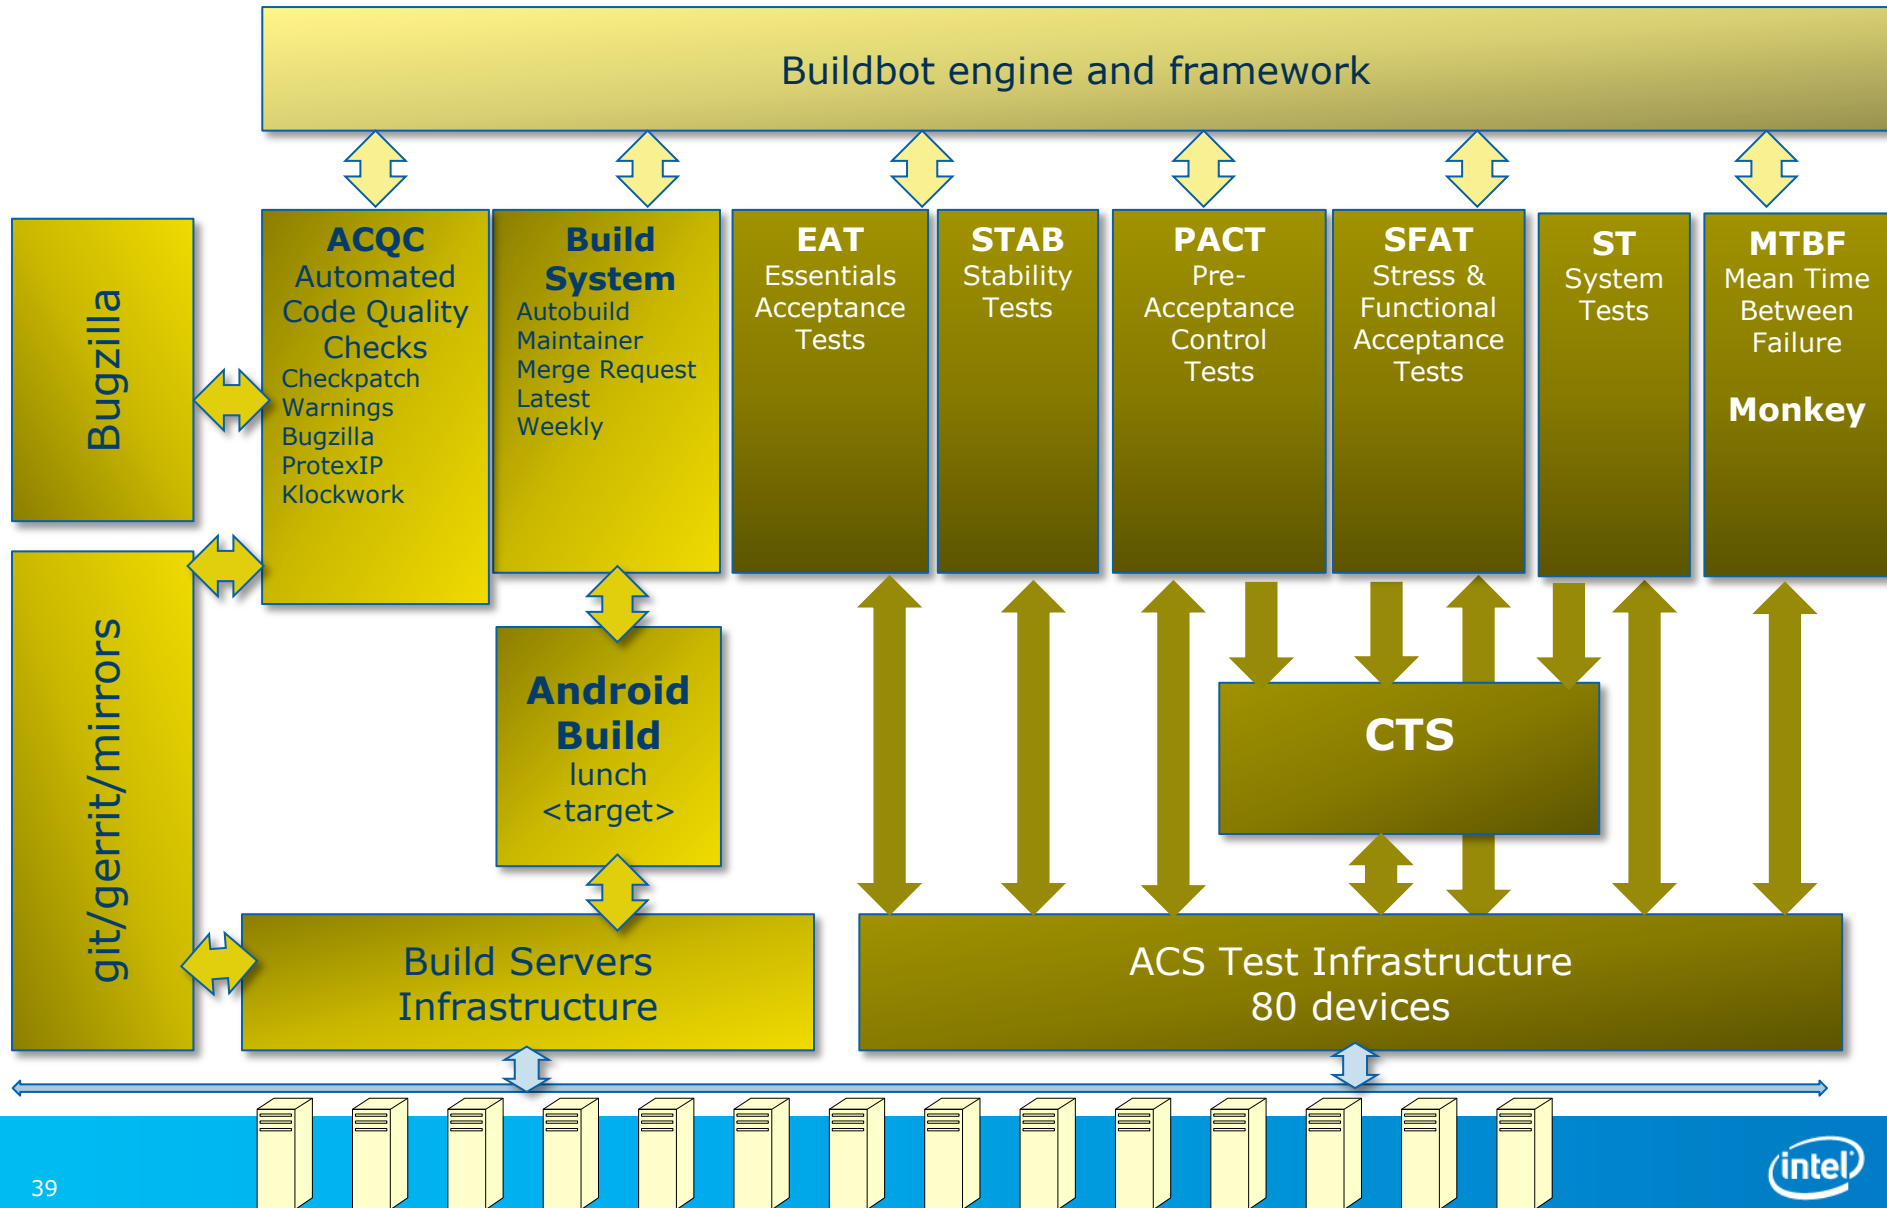 Buildbot engine and framework
Bugzilla
git/gerrit/mirrors
ACQC
Automated
Code Quality
Checks
Checkpatch
Warnings
Bugzilla
ProtexIP
Klockwork
Build
System
Autobuild
Maintainer
Merge Request
Latest
Weekly
EAT
Essentials
Acceptance
Tests
STAB
Stability
Tests
PACT
Pre-
Acceptance
Control
Tests
SFAT
Stress &
Functional
Acceptance
Tests
ST
System
Tests
MTBF
Mean Time
Between
Failure
Monkey
Android
Build
lunch
<target>
CTS
Build Servers
Infrastructure
ACS Test Infrastructure
80 devices
39
intel